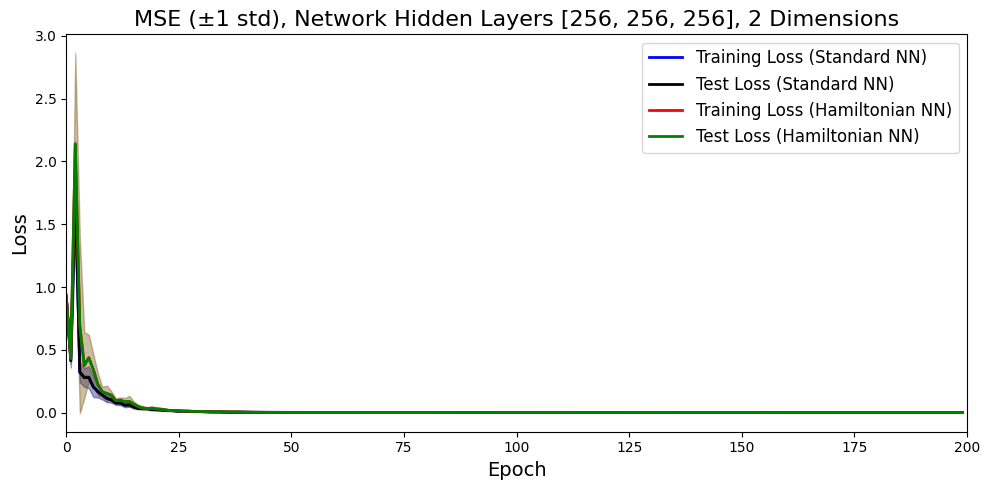 MSE (±1 std), Network Hidden Layers [256, 256, 256], 2 Dimensions
Training Loss (Standard NN)
Test Loss (Standard NN)
Training Loss (Hamiltonian NN)
Test Loss (Hamiltonian NN)
Loss
3.0
2.5
2.0
1.5
1.0
0.5
0.0
0 25 50 75 100 125 150 175 200
Epoch